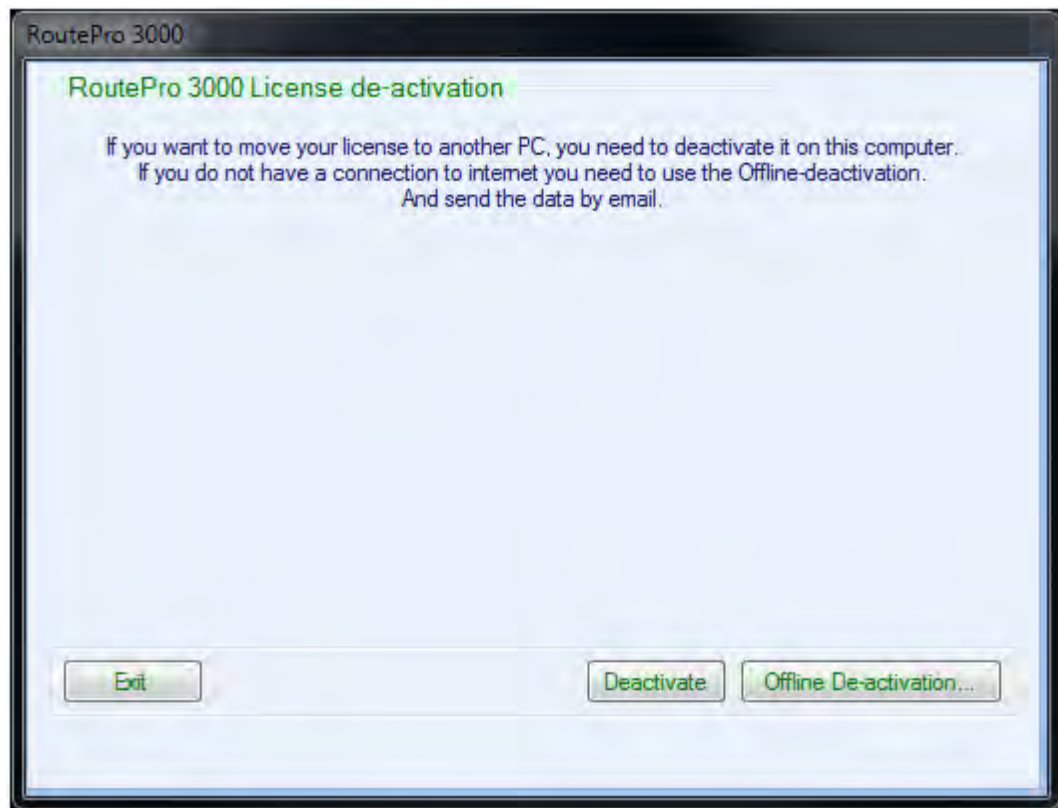 RoutePro 3000
RoutePro 3000 License de-activation
If you want to move your license to another PC, you need to deactivate it on this computer.
If you do not have a connection to internet you need to use the Offline-deactivation.
And send the data by email.
Exit
Deactivate
Offline De-activation...